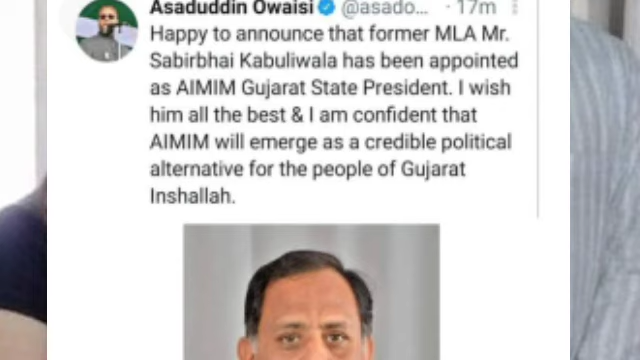 Asaduddin Owaisi @asado... · 17m
Happy to announce that former MLA Mr.
Sabirbhai Kabuliwala has been appointed
as AIMIM Gujarat State President. I wish
him all the best & I am confident that
AIMIM will emerge as a credible political
alternative for the people of Gujarat
Inshallah.